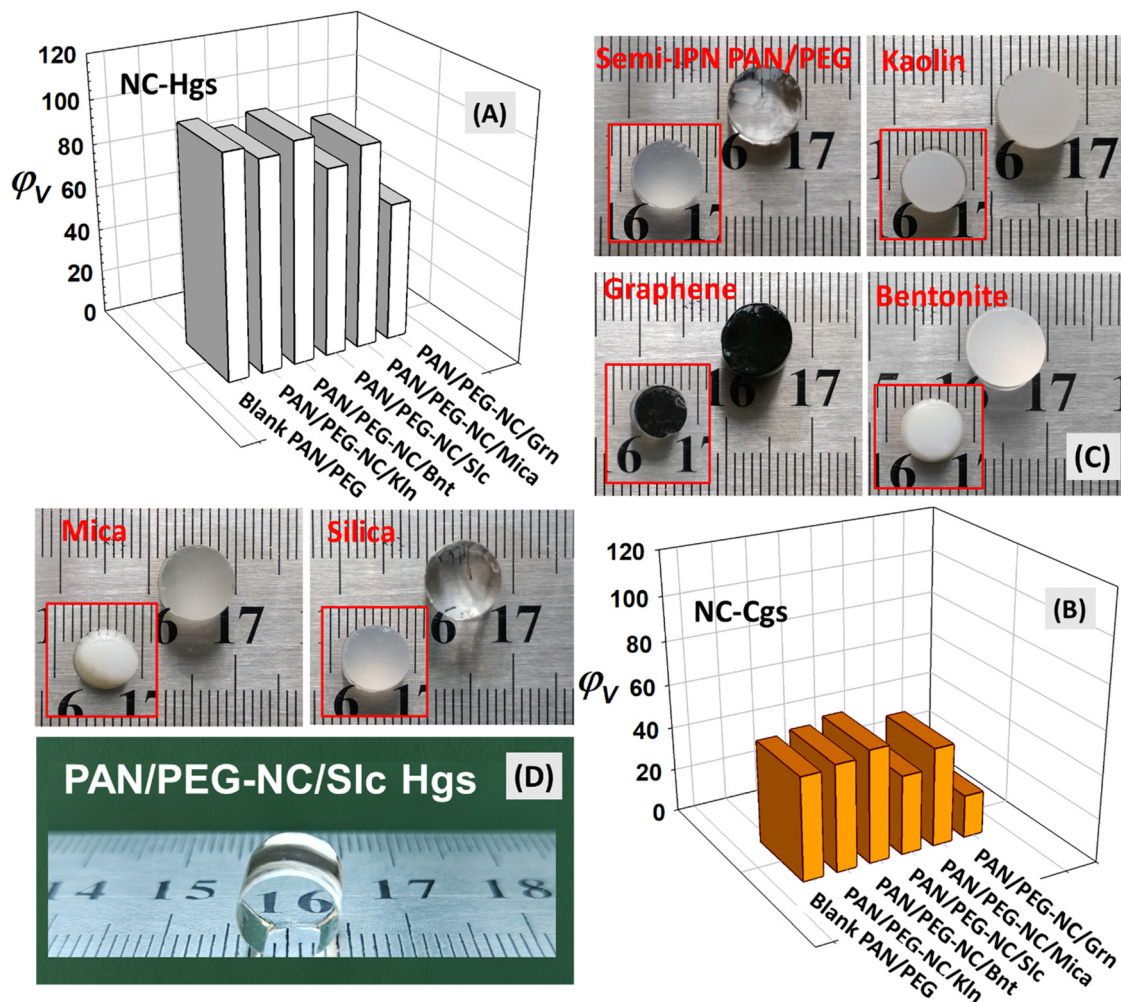 120
100
80
60
40
20
0
φV
NC-Hgs
(A)
Blank PAN/PEG
PAN/PEG-NC/Kln
PAN/PEG-NC/Bnt
PAN/PEG-NC/Slc
PAN/PEG-NC/Mica
PAN/PEG-NC/Grn
Semi-IPN PAN/PEG
6 17
16 17
Kaolin
6 17
6 17
Graphene
16 17
6 17
Bentonite
16 17
16 17
(C)
Mica
6 17
6 17
Silica
6 17
6 17
PAN/PEG-NC/Slc Hgs
(D)
14 15 16 17 18
120
100
80
60
40
20
0
φV
NC-Cgs
(B)
Blank PAN/PEG
PAN/PEG-NC/Kln
PAN/PEG-NC/Bnt
PAN/PEG-NC/Slc
PAN/PEG-NC/Mica
PAN/PEG-NC/Grn